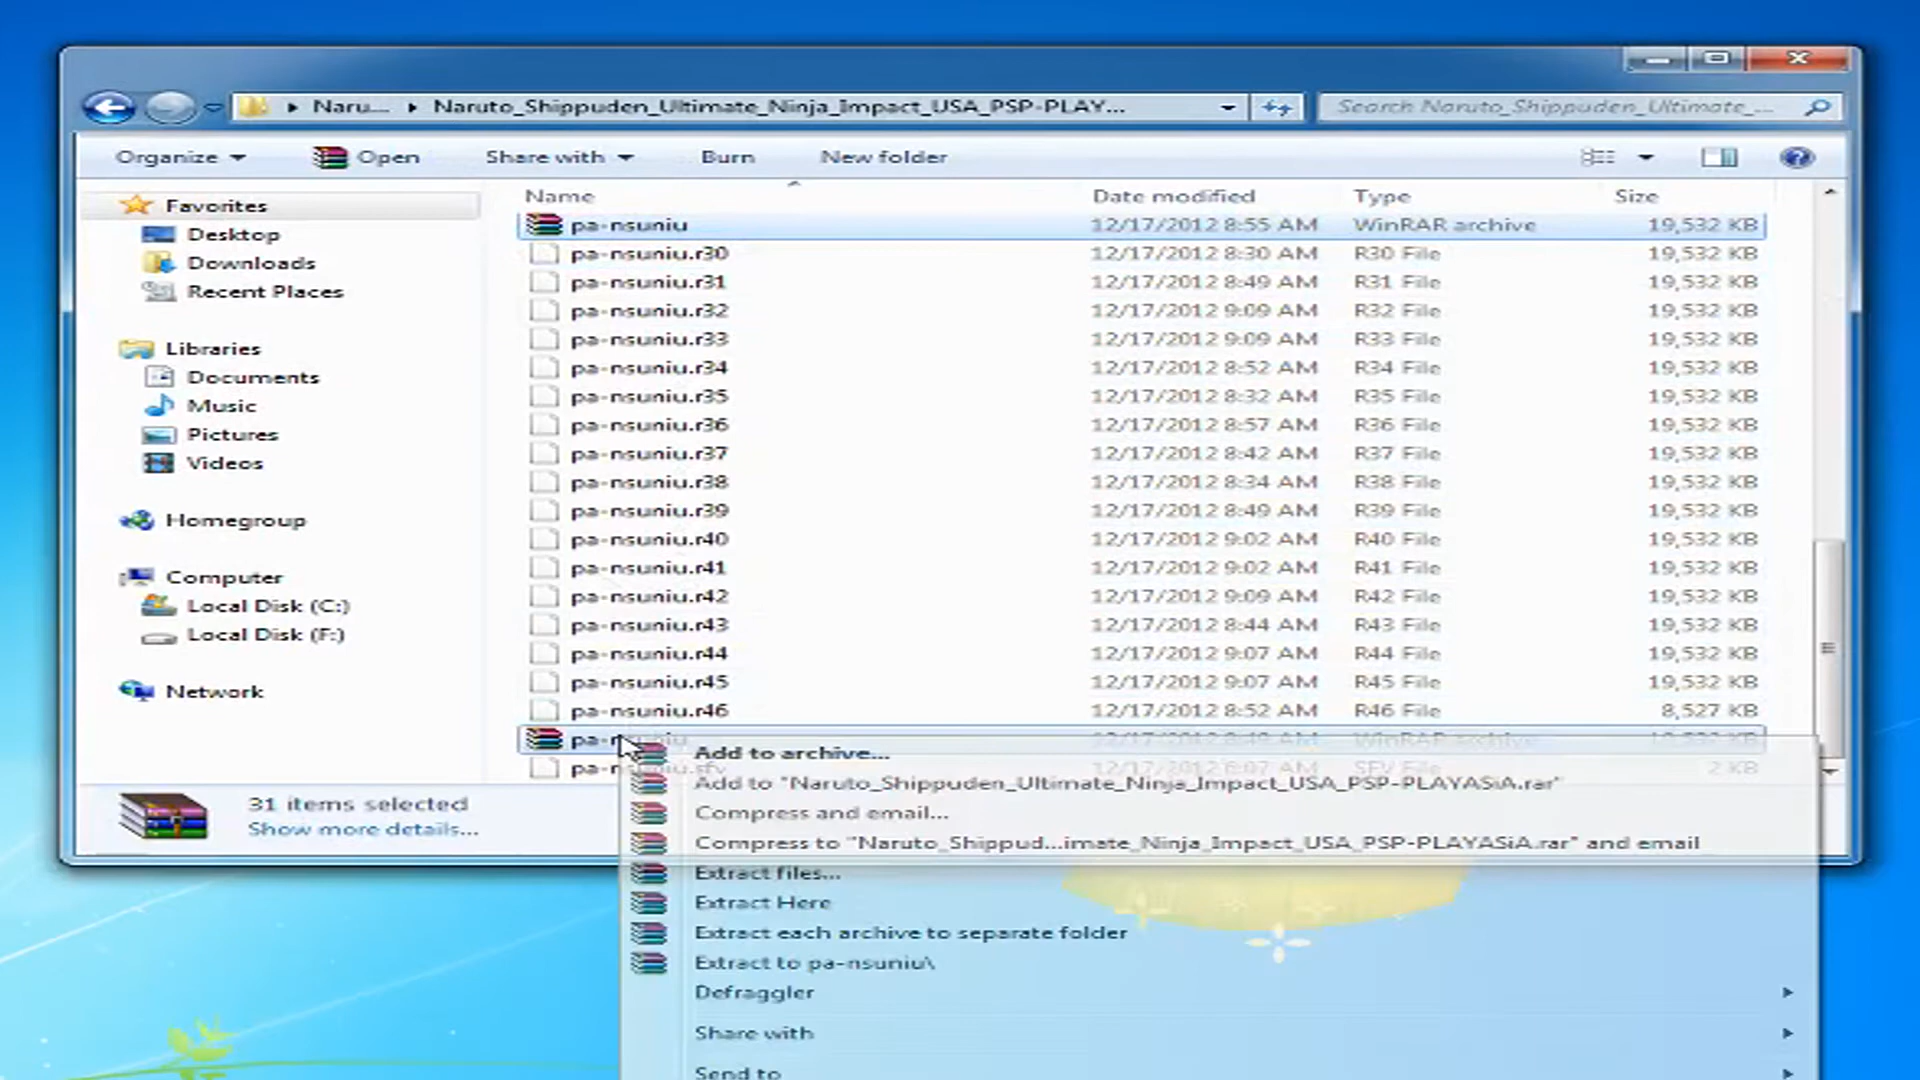 Naru... Naruto_Shippuden_Ultimate_Ninja_Impact_USA_PSP-PLAY... Search Naruto_Shippuden_Ultimate_...
Organize Open Share with Burn New folder
Name Date modified Type Size
Favorites
Desktop
Downloads
Recent Places
Libraries
Documents
Music
Pictures
Videos
Homegroup
Computer
Local Disk (C:)
Local Disk (F:)
Network
pa-nsuniu 12/17/2012 8:55 AM WinRAR archive 19,532 KB
pa-nsuniu.r30 12/17/2012 8:30 AM R30 File 19,532 KB
pa-nsuniu.r31 12/17/2012 8:49 AM R31 File 19,532 KB
pa-nsuniu.r32 12/17/2012 9:09 AM R32 File 19,532 KB
pa-nsuniu.r33 12/17/2012 9:09 AM R33 File 19,532 KB
pa-nsuniu.r34 12/17/2012 8:52 AM R34 File 19,532 KB
pa-nsuniu.r35 12/17/2012 8:32 AM R35 File 19,532 KB
pa-nsuniu.r36 12/17/2012 8:57 AM R36 File 19,532 KB
pa-nsuniu.r37 12/17/2012 8:42 AM R37 File 19,532 KB
pa-nsuniu.r38 12/17/2012 8:34 AM R38 File 19,532 KB
pa-nsuniu.r39 12/17/2012 8:49 AM R39 File 19,532 KB
pa-nsuniu.r40 12/17/2012 9:02 AM R40 File 19,532 KB
pa-nsuniu.r41 12/17/2012 9:02 AM R41 File 19,532 KB
pa-nsuniu.r42 12/17/2012 9:09 AM R42 File 19,532 KB
pa-nsuniu.r43 12/17/2012 8:44 AM R43 File 19,532 KB
pa-nsuniu.r44 12/17/2012 9:07 AM R44 File 19,532 KB
pa-nsuniu.r45 12/17/2012 9:07 AM R45 File 19,532 KB
pa-nsuniu.r46 12/17/2012 8:52 AM R46 File 8,527 KB
SFV File 2 KB
31 items selected
Show more details...
Add to archive...
Add to "Naruto_Shippuden_Ultimate_Ninja_Impact_USA_PSP-PLAYASiA.rar"
Compress and email...
Compress to "Naruto_Shippud...imate_Ninja_Impact_USA_PSP-PLAYASiA.rar" and email
Extract files...
Extract Here
Extract each archive to separate folder
Extract to pa-nsuniu\
Defraggler
Share with
Send to